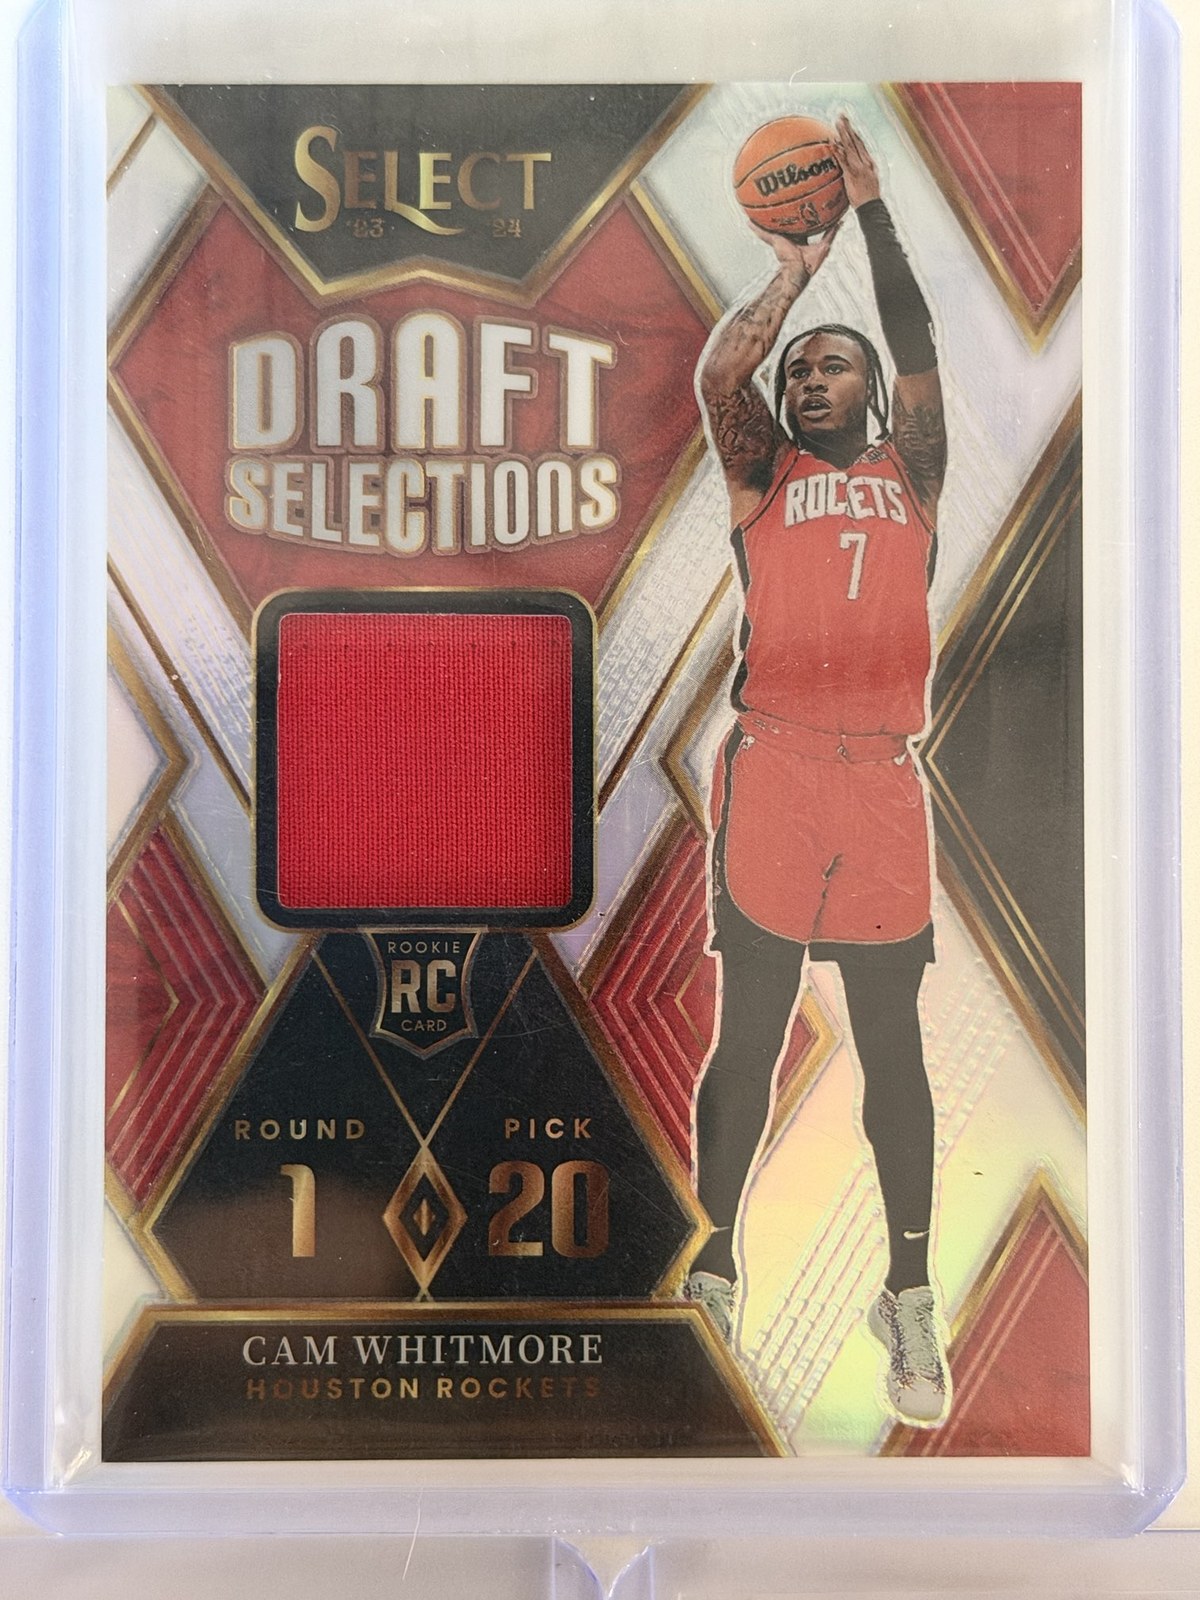 SELECT
'23 24
Wilson
DRAFT
SELECTIONS
ROCKETS
7
ROOKIE
RC
CARD
ROUND PICK
1 20
CAM WHITMORE
HOUSTON ROCKETS